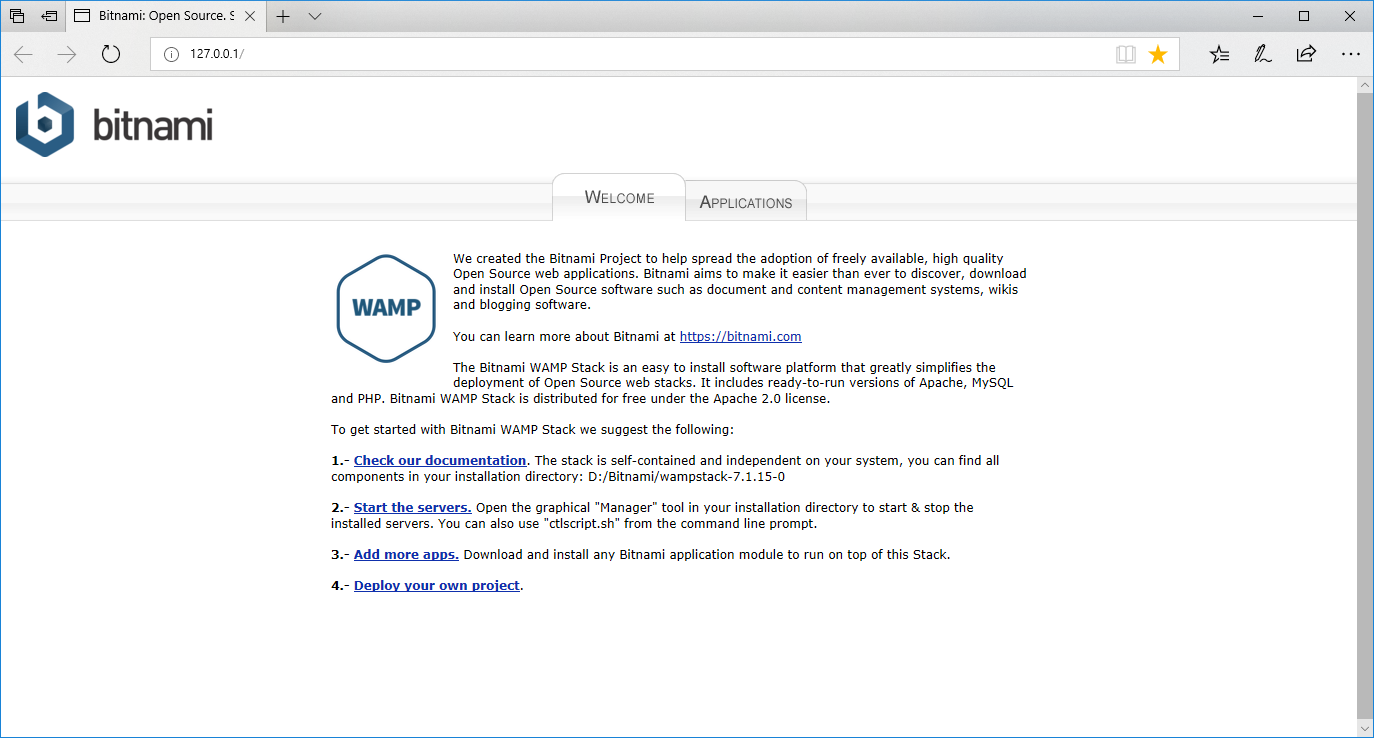 Bitnami: Open Source. S
127.0.0.1/
bitnami
Welcome
Applications
WAMP
We created the Bitnami Project to help spread the adoption of freely available, high quality
Open Source web applications. Bitnami aims to make it easier than ever to discover, download
and install Open Source software such as document and content management systems, wikis
and blogging software.
You can learn more about Bitnami at https://bitnami.com
The Bitnami WAMP Stack is an easy to install software platform that greatly simplifies the
deployment of Open Source web stacks. It includes ready-to-run versions of Apache, MySQL
and PHP. Bitnami WAMP Stack is distributed for free under the Apache 2.0 license.
To get started with Bitnami WAMP Stack we suggest the following:
1.- Check our documentation. The stack is self-contained and independent on your system, you can find all
components in your installation directory: D:/Bitnami/wampstack-7.1.15-0
2.- Start the servers. Open the graphical "Manager" tool in your installation directory to start & stop the
installed servers. You can also use "ctlscript.sh" from the command line prompt.
3.- Add more apps. Download and install any Bitnami application module to run on top of this Stack.
4.- Deploy your own project.